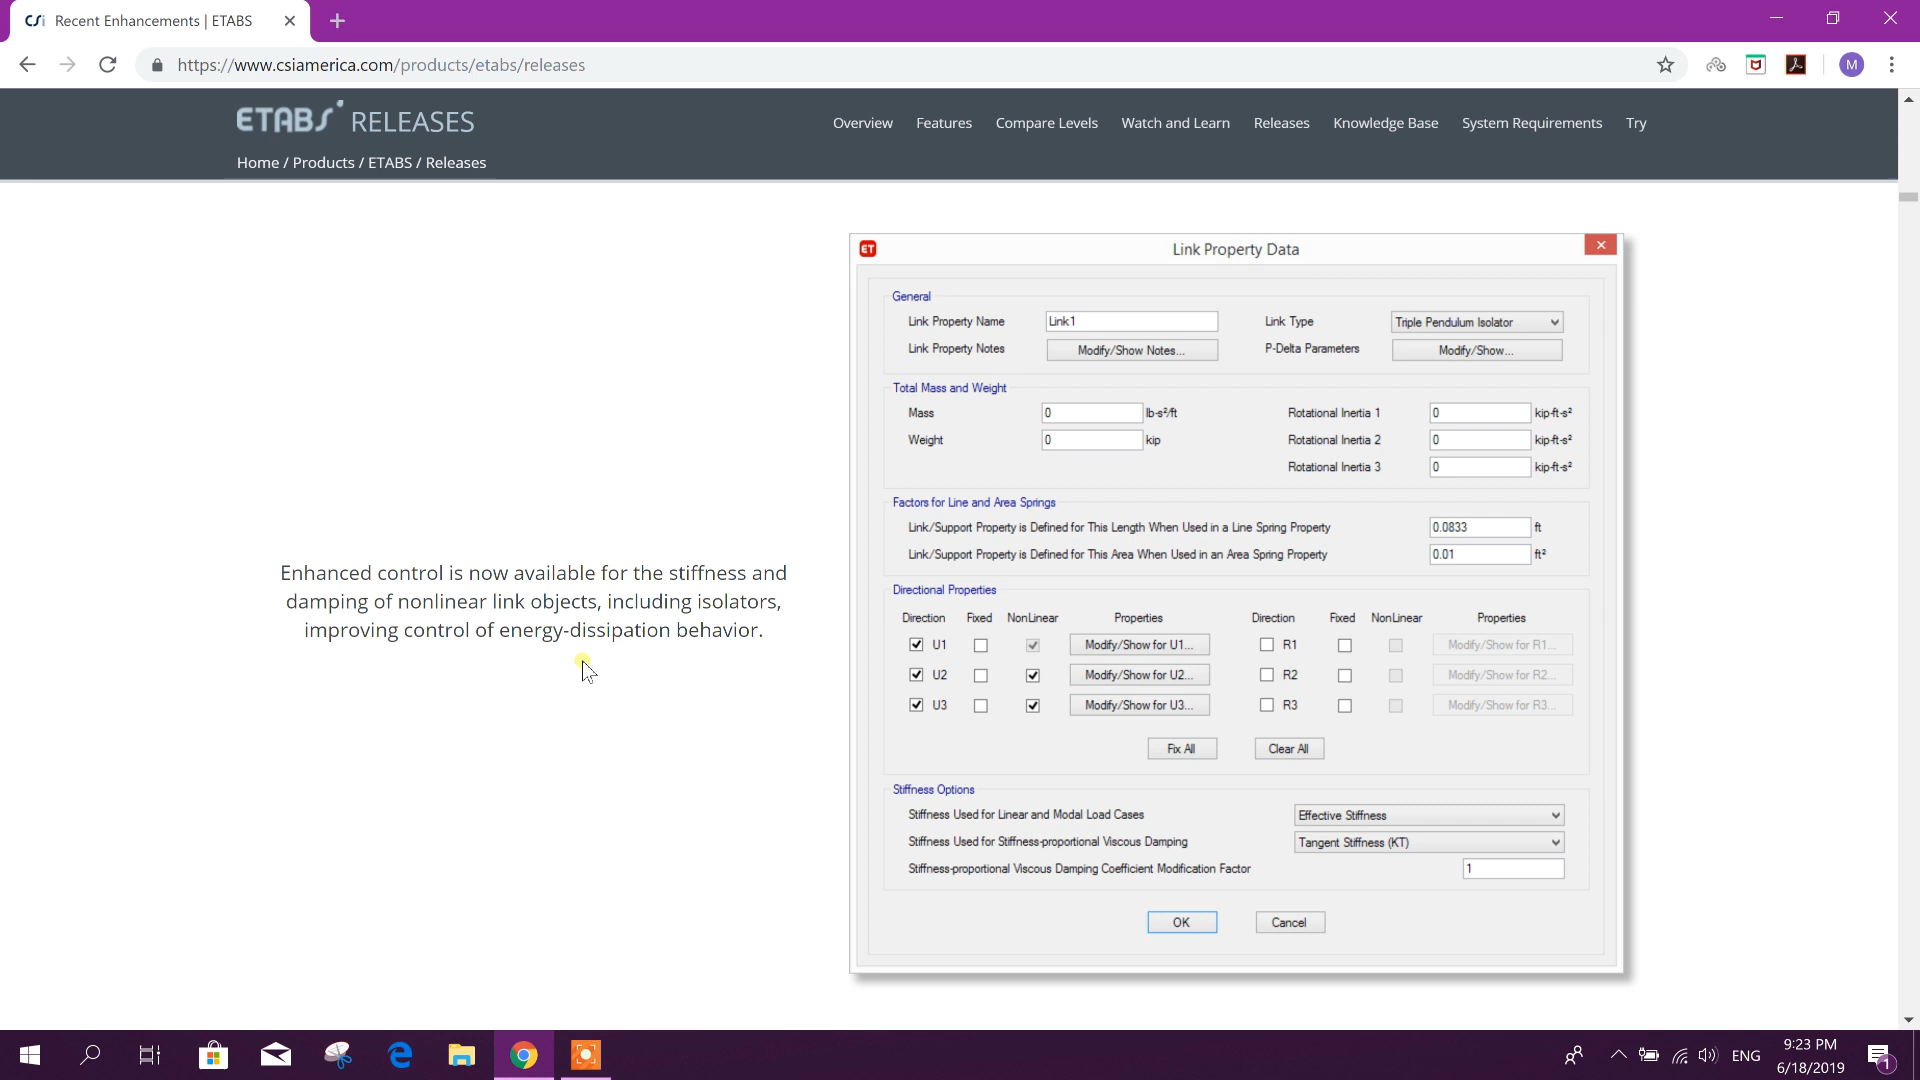 CSi Recent Enhancements | ETABS
https://www.csiamerica.com/products/etabs/releases
M
ETABS RELEASES
Overview Features Compare Levels Watch and Learn Releases Knowledge Base System Requirements Try
Home / Products / ETABS / Releases
Enhanced control is now available for the stiffness and
damping of nonlinear link objects, including isolators,
improving control of energy-dissipation behavior.
ET Link Property Data
General
Link Property Name Link1 Link Type Triple Pendulum Isolator
Link Property Notes Modify/Show Notes... P-Delta Parameters Modify/Show...
Total Mass and Weight
Mass 0 lb-s²/ft Rotational Inertia 1 0 kip-ft-s²
Weight 0 kip Rotational Inertia 2 0 kip-ft-s²
Rotational Inertia 3 0 kip-ft-s²
Factors for Line and Area Springs
Link/Support Property is Defined for This Length When Used in a Line Spring Property 0.0833 ft
Link/Support Property is Defined for This Area When Used in an Area Spring Property 0.01 ft²
Directional Properties
Direction Fixed NonLinear Properties Direction Fixed NonLinear Properties
U1 Modify/Show for U1... R1 Modify/Show for R1...
U2 Modify/Show for U2... R2 Modify/Show for R2...
U3 Modify/Show for U3... R3 Modify/Show for R3...
Fix All Clear All
Stiffness Options
Stiffness Used for Linear and Modal Load Cases Effective Stiffness
Stiffness Used for Stiffness-proportional Viscous Damping Tangent Stiffness (KT)
Stiffness-proportional Viscous Damping Coefficient Modification Factor 1
OK Cancel
ENG
9:23 PM
6/18/2019
1